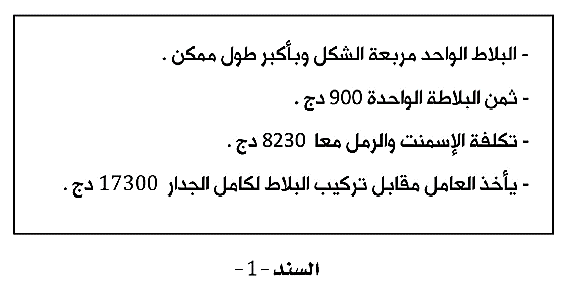 - البلاط الواحد مربعة الشكل وبأكبر طول ممكن .
- ثمن البلاطة الواحدة 900 دج .
- تكلفة الإسمنت والرمل معا 8230 دج .
- يأخذ العامل مقابل تركيب البلاط لكامل الجدار 17300 دج .
السند -1-